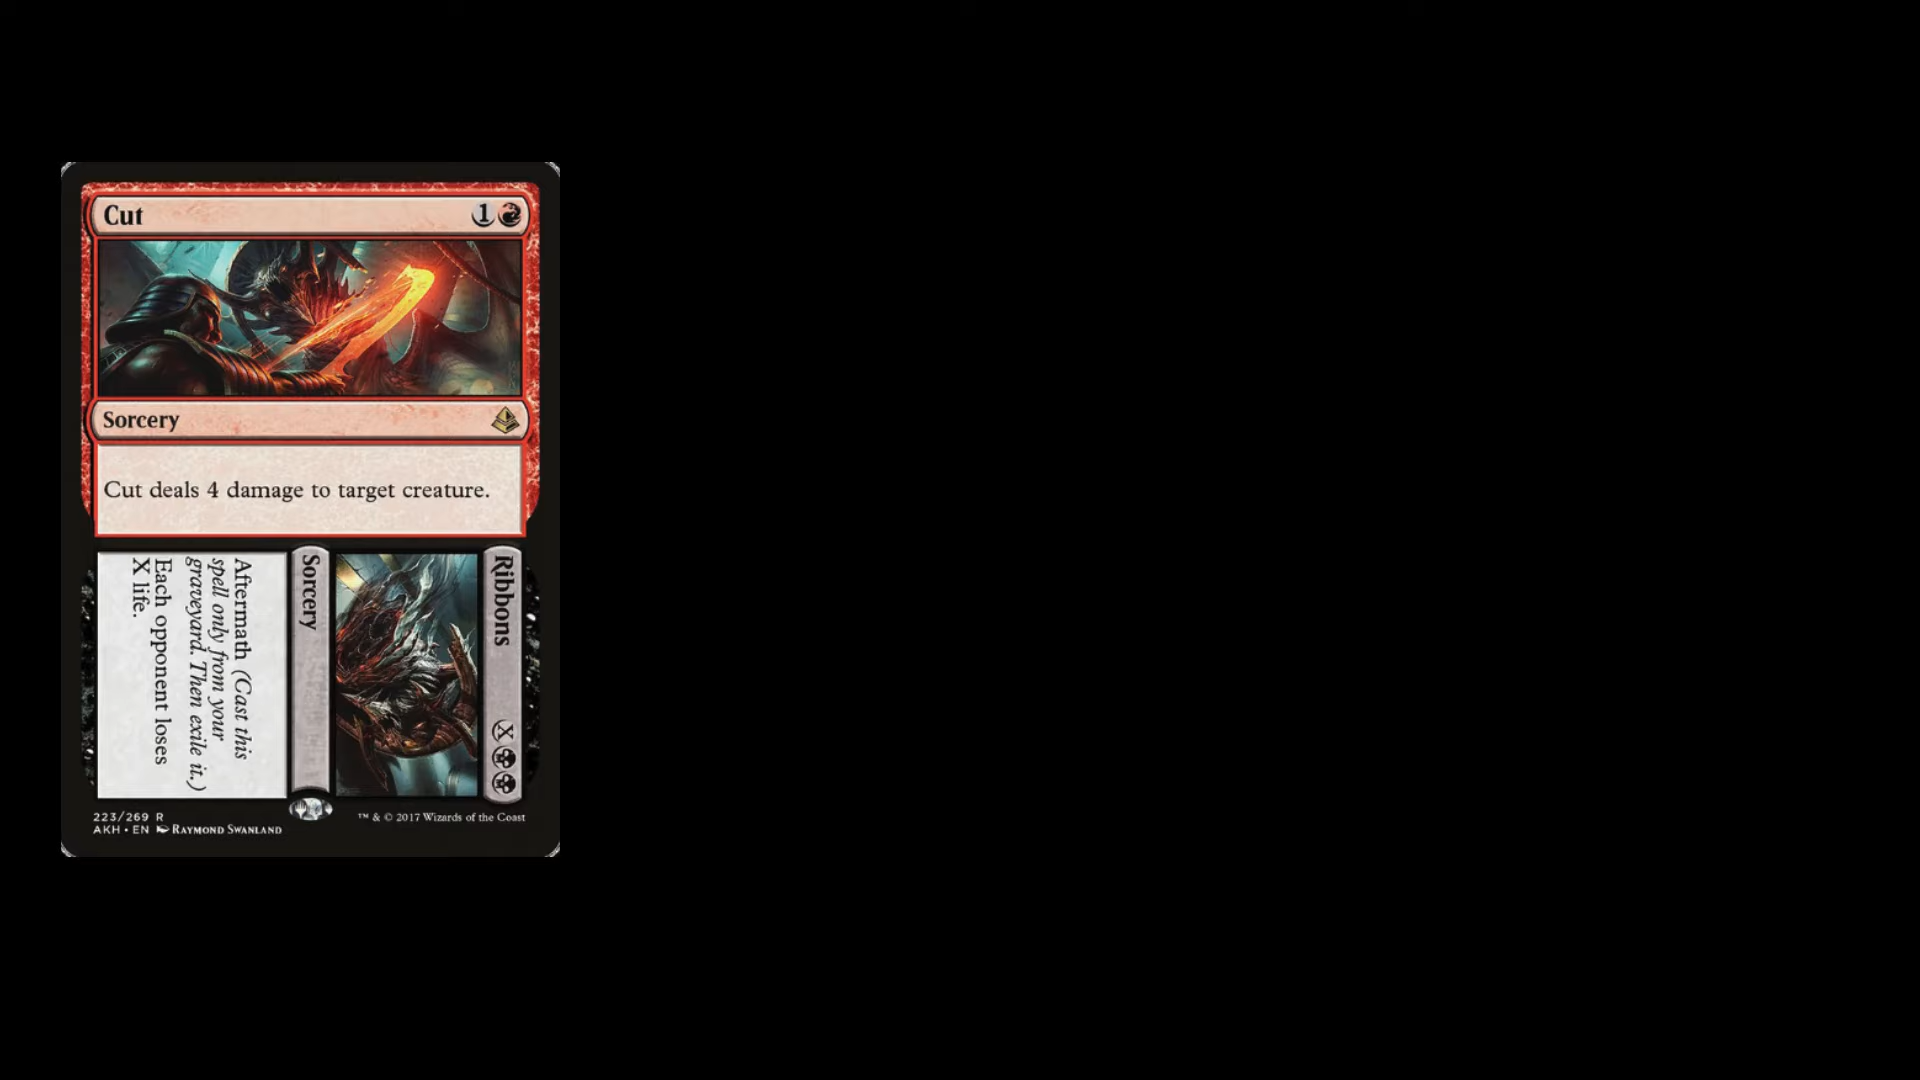 Cut
1
Sorcery
Cut deals 4 damage to target creature.
Ribbons
X
Sorcery
Aftermath (Cast this
spell only from your
graveyard. Then exile it.)
Each opponent loses
X life.
223/269 R
AKH • EN Raymond Swanland
™ & © 2017 Wizards of the Coast